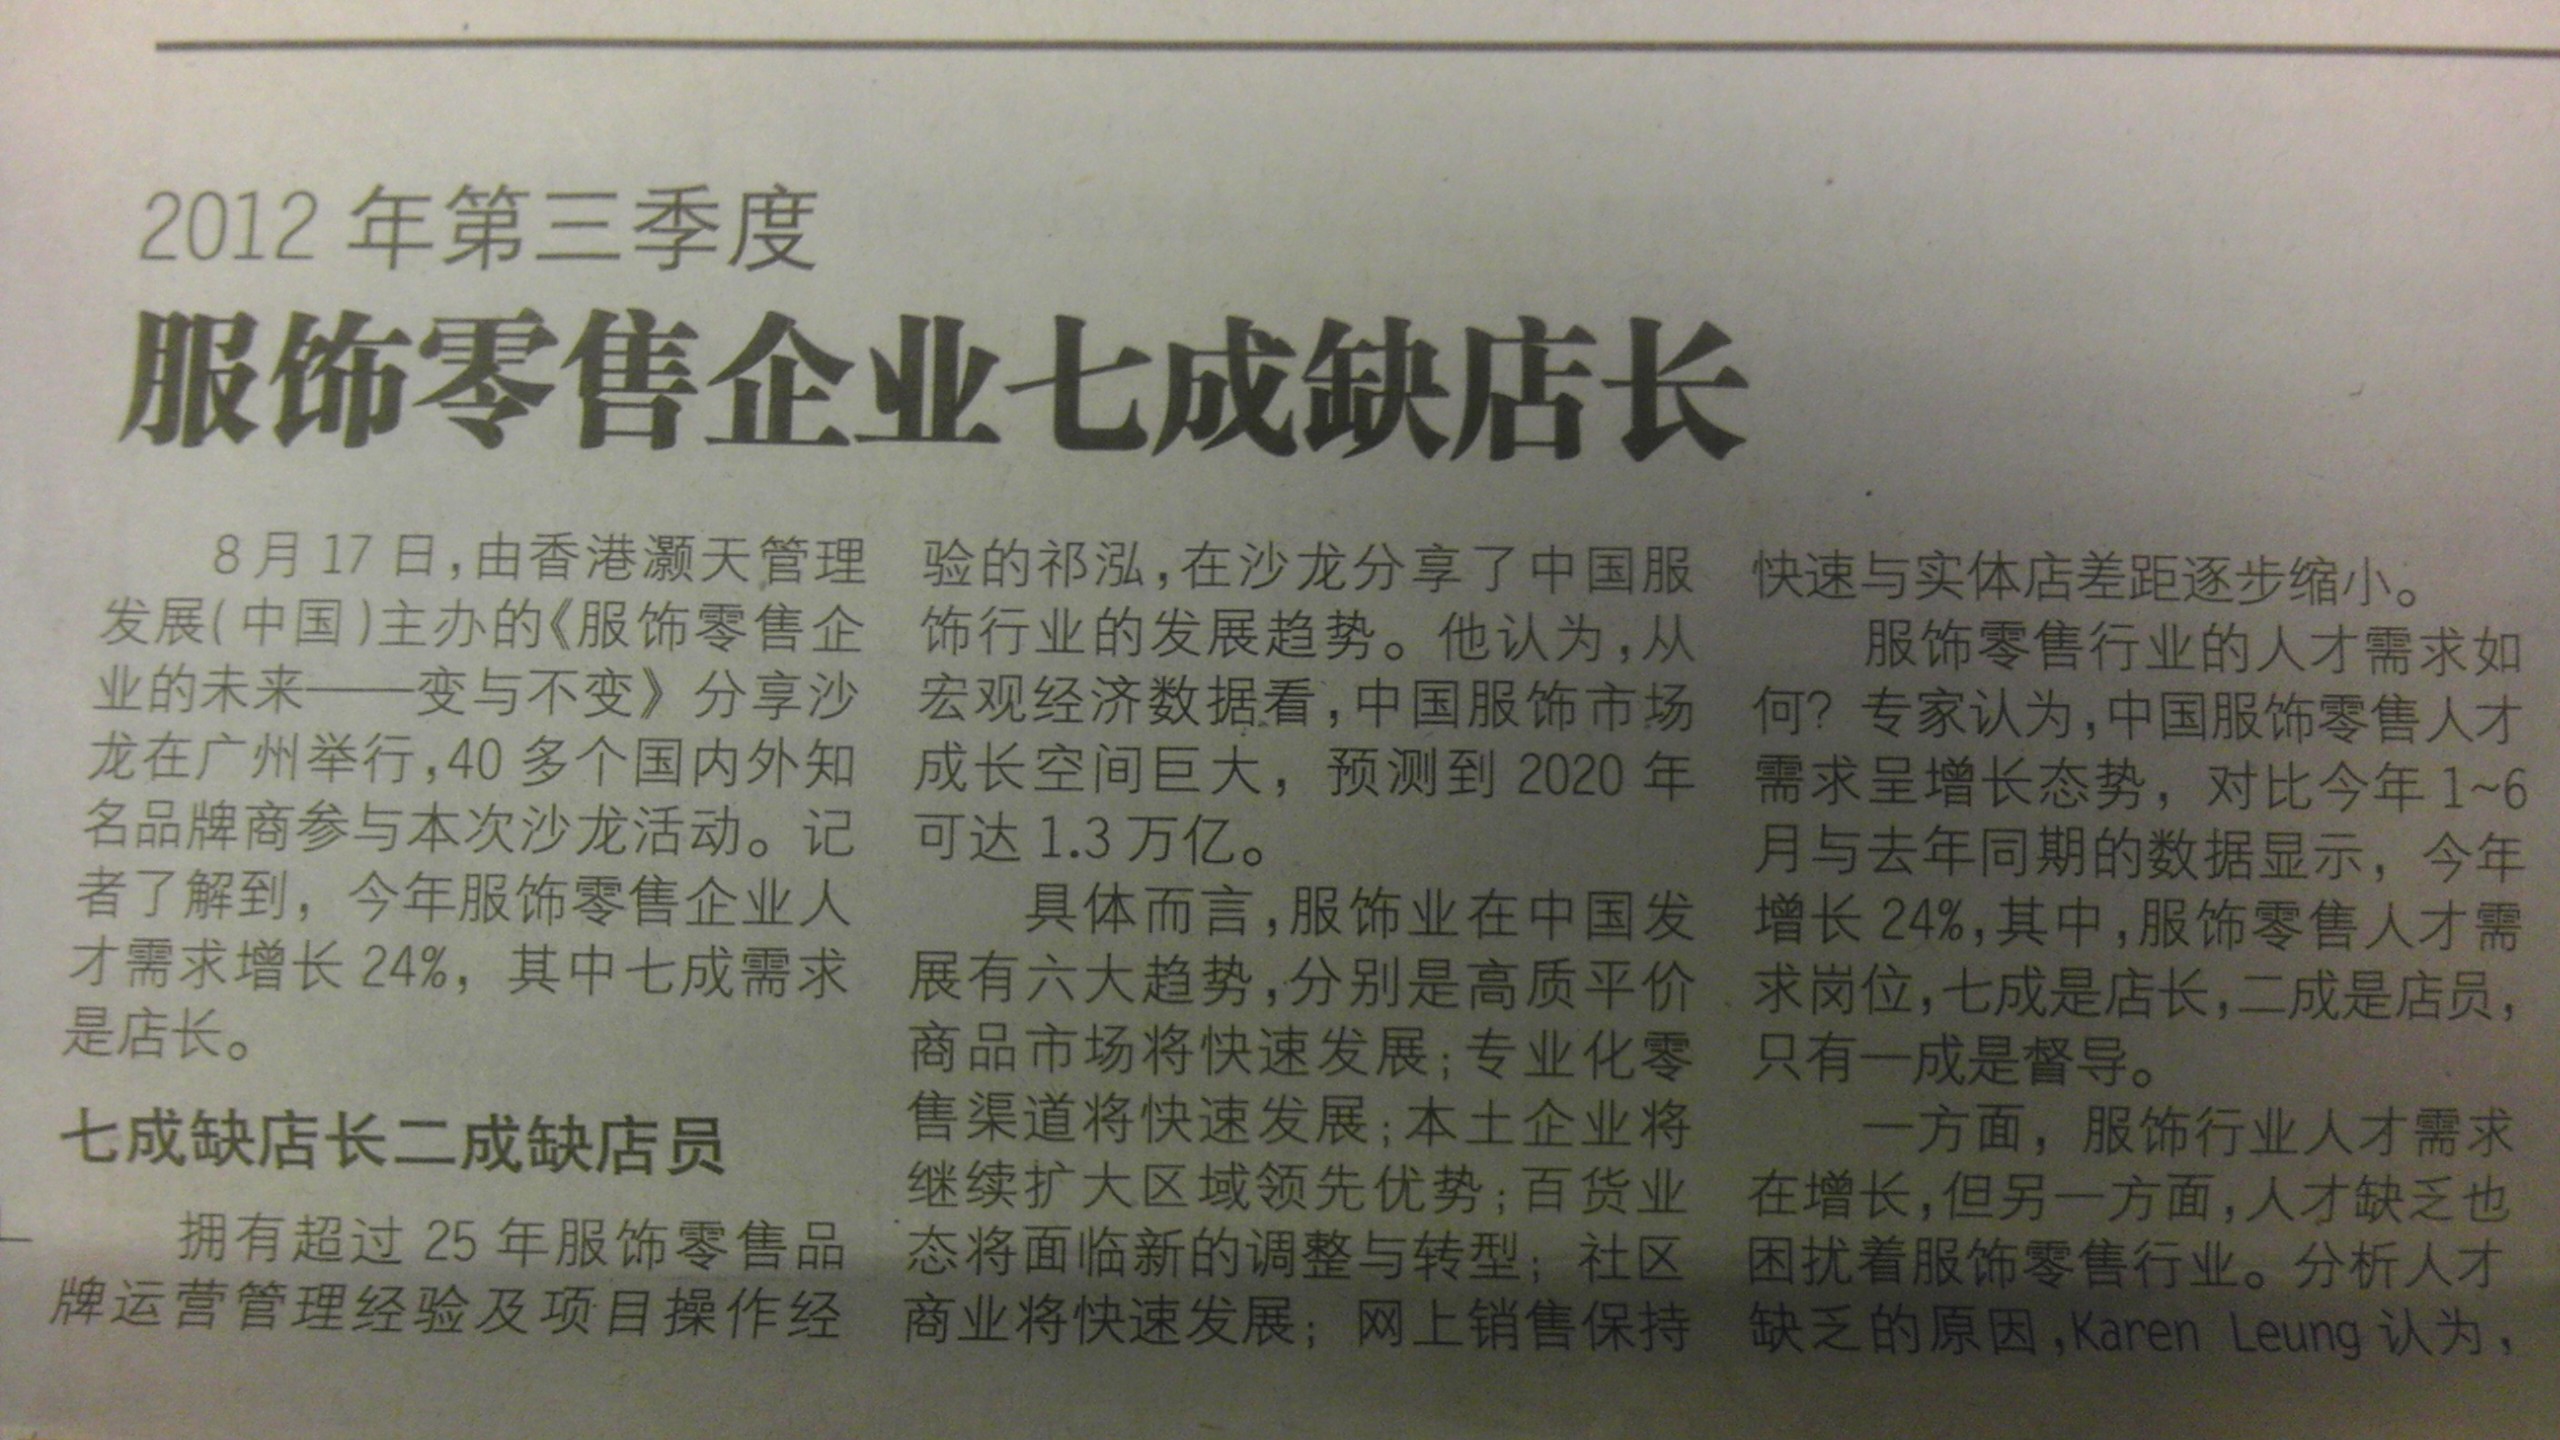 2012 年第三季度
服饰零售企业七成缺店长
8 月 17 日，由香港灏天管理
发展(中国)主办的《服饰零售企
业的未来——变与不变》分享沙
龙在广州举行，40 多个国内外知
名品牌商参与本次沙龙活动。记
者了解到，今年服饰零售企业人
才需求增长 24%，其中七成需求
是店长。
七成缺店长二成缺店员
拥有超过 25 年服饰零售品
牌运营管理经验及项目操作经
验的祁泓，在沙龙分享了中国服
饰行业的发展趋势。他认为，从
宏观经济数据看，中国服饰市场
成长空间巨大，预测到 2020 年
可达 1.3 万亿。
具体而言，服饰业在中国发
展有六大趋势，分别是高质平价
商品市场将快速发展；专业化零
售渠道将快速发展；本土企业将
继续扩大区域领先优势；百货业
态将面临新的调整与转型；社区
商业将快速发展；网上销售保持
快速与实体店差距逐步缩小。
服饰零售行业的人才需求如
何？专家认为，中国服饰零售人才
需求呈增长态势，对比今年 1~6
月与去年同期的数据显示，今年
增长 24%，其中，服饰零售人才需
求岗位，七成是店长，二成是店员，
只有一成是督导。
一方面，服饰行业人才需求
在增长，但另一方面，人才缺乏也
困扰着服饰零售行业。分析人才
缺乏的原因，Karen Leung 认为，